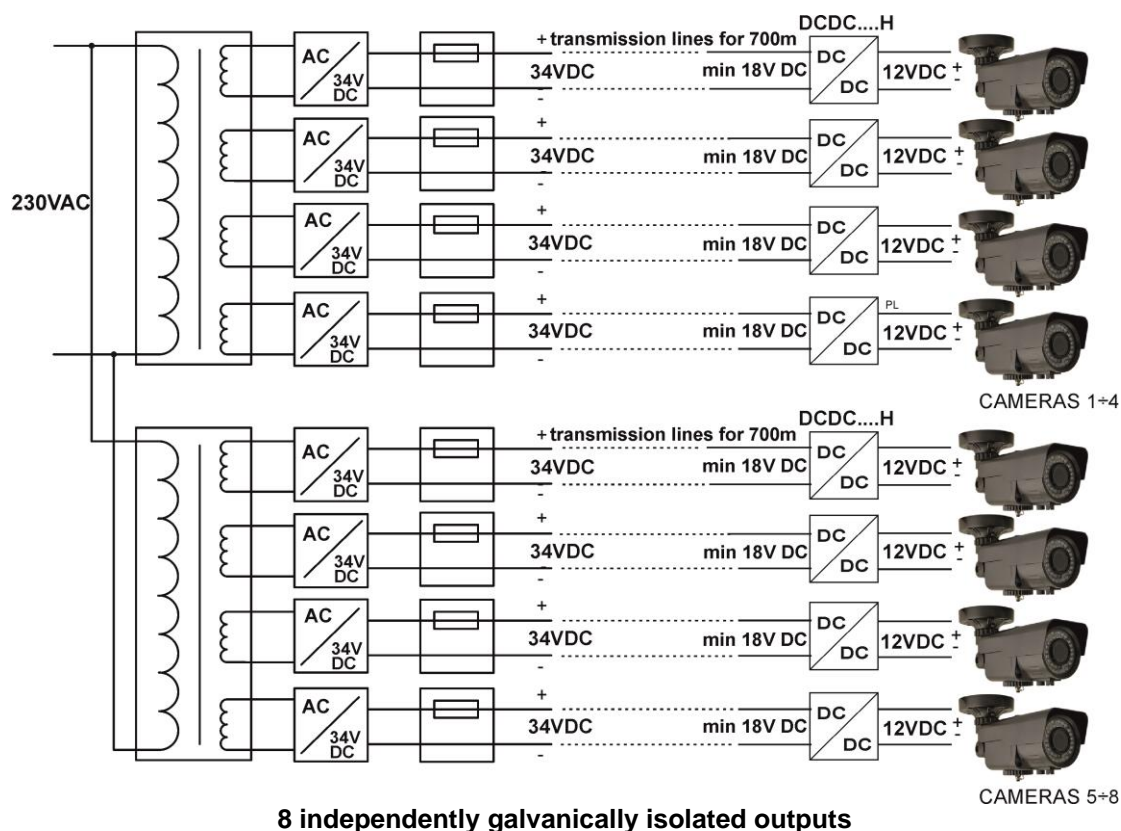 DCDC....H
+ transmission lines for 700m
AC
34V
DC
34VDC
min 18V DC
DC
DC
12VDC
+
-
-
AC
34V
DC
+
34VDC
-
min 18V DC
DC
DC
12VDC
+
-
230VAC
AC
34V
DC
+
34VDC
-
min 18V DC
DC
DC
12VDC
+
-
AC
34V
DC
+
34VDC
-
min 18V DC
DC
DC
PL
12VDC
+
-
CAMERAS 1÷4
DCDC....H
+ transmission lines for 700m
AC
34V
DC
34VDC
-
min 18V DC
DC
DC
12VDC
+
-
AC
34V
DC
+
34VDC
-
min 18V DC
DC
DC
12VDC
+
-
AC
34V
DC
+
34VDC
-
min 18V DC
DC
DC
12VDC
+
-
AC
34V
DC
+
34VDC
-
min 18V DC
DC
DC
12VDC
+
-
CAMERAS 5÷8
8 independently galvanically isolated outputs